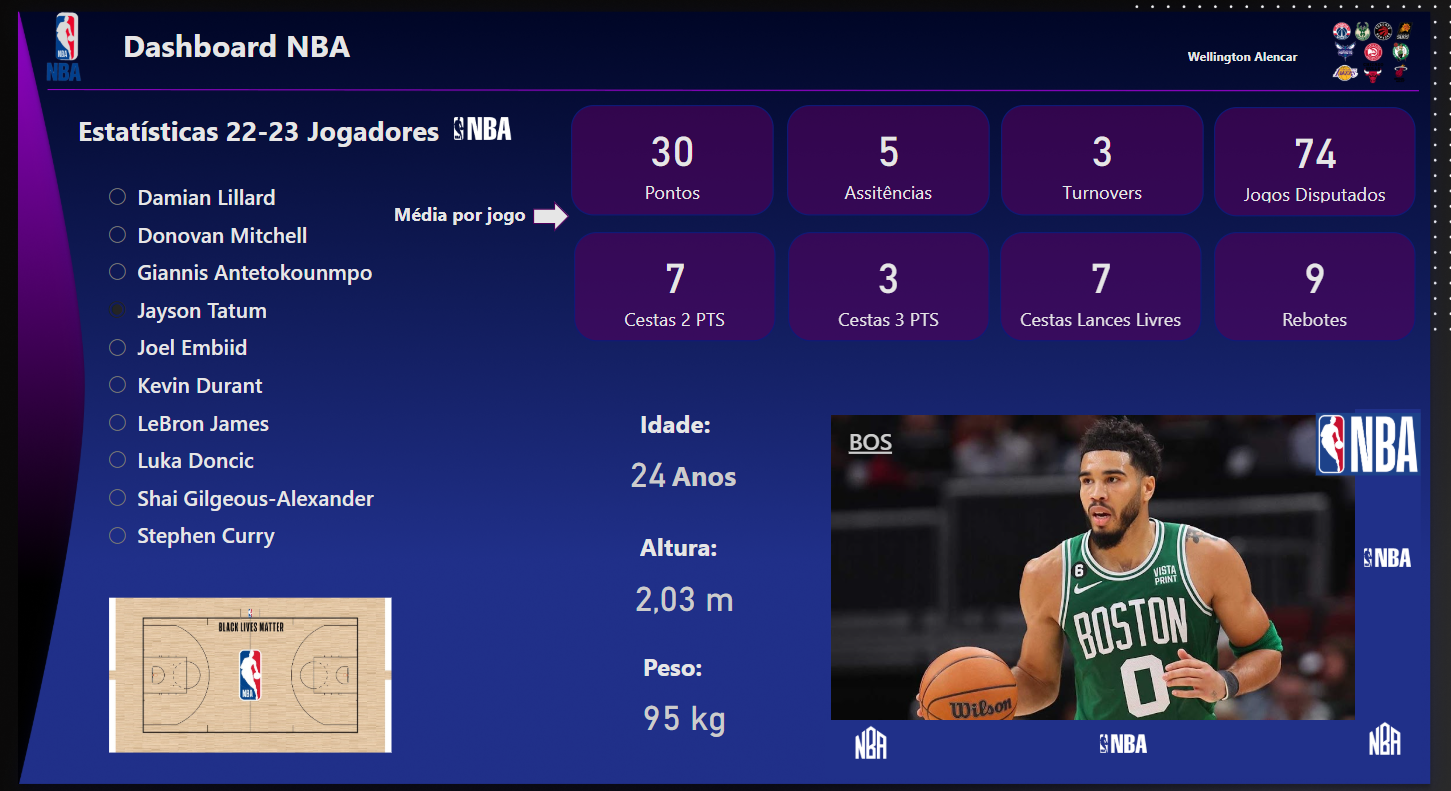 NBA
Dashboard NBA
Wellington Alencar
Estatísticas 22-23 Jogadores
NBA
Damian Lillard
Donovan Mitchell
Giannis Antetokounmpo
Jayson Tatum
Joel Embiid
Kevin Durant
LeBron James
Luka Doncic
Shai Gilgeous-Alexander
Stephen Curry
Média por jogo
30
Pontos
5
Assitências
3
Turnovers
74
Jogos Disputados
7
Cestas 2 PTS
3
Cestas 3 PTS
7
Cestas Lances Livres
9
Rebotes
BLACK LIVES MATTER
NBA
Idade:
24 Anos
Altura:
2,03 m
Peso:
95 kg
BOS
NBA
6
VISTA
PRINT
BOSTON
0
Wilson
NBA
NBA
NBA
NBA